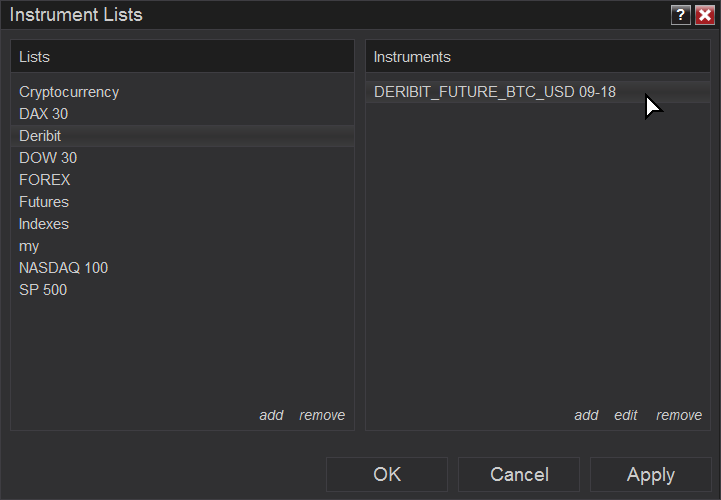 Instrument Lists
?
Lists
Cryptocurrency
DAX 30
Deribit
DOW 30
FOREX
Futures
Indexes
my
NASDAQ 100
SP 500
add remove
Instruments
DERIBIT_FUTURE_BTC_USD 09-18
add edit remove
OK Cancel Apply